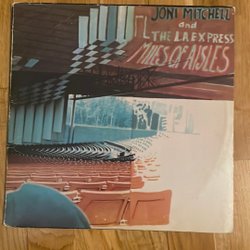 JONI MITCHELL
and
THE L.A. EXPRESS
MILES OF AISLES